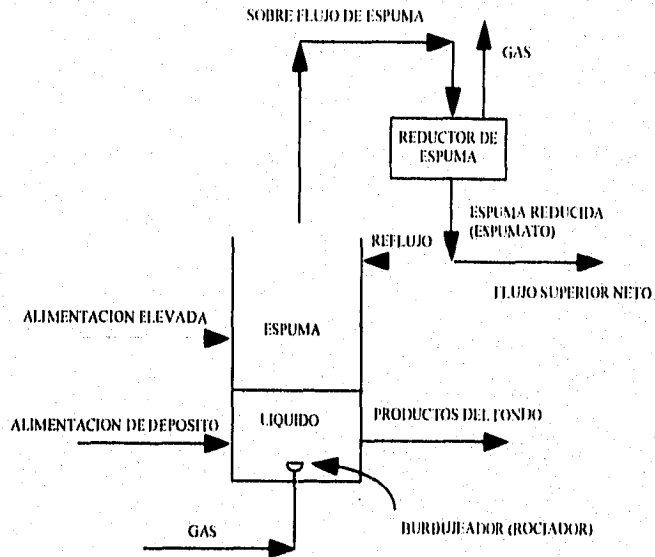 SOBRE FLUJO DE ESPUMA
GAS
REDUCTOR DE
ESPUMA
ESPUMA REDUCIDA
(ESPUMATO)
REFLUJO
FLUJO SUPERIOR NETO
ALIMENTACION ELEVADA
ESPUMA
ALIMENTACION DE DEPOSITO
LIQUIDO
PRODUCTOS DEL FONDO
GAS
BURBUJEADOR (ROCIADOR)